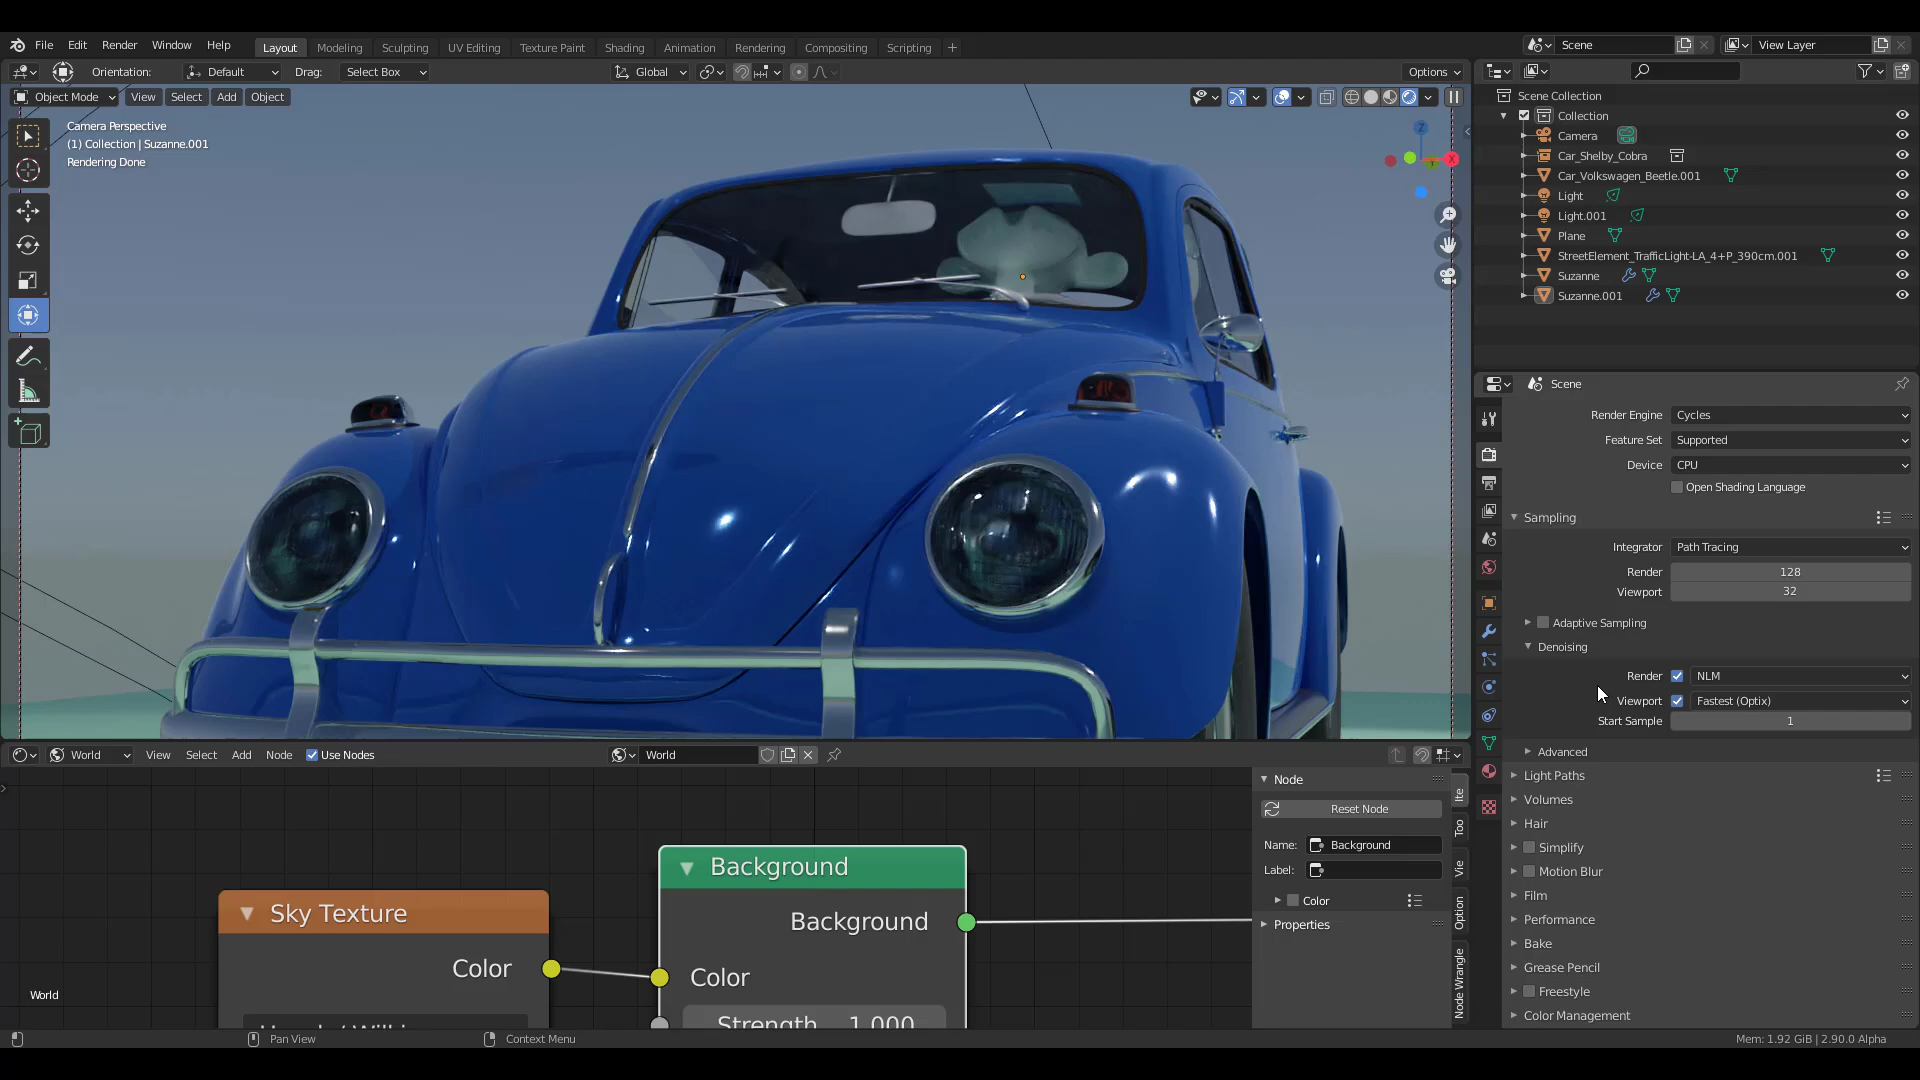 File Edit Render Window Help Layout Modeling Sculpting UV Editing Texture Paint Shading Animation Rendering Compositing Scripting + Scene View Layer
Orientation: Default Drag: Select Box Global Options
Object Mode View Select Add Object
Camera Perspective
(1) Collection | Suzanne.001
Rendering Done
Z
X
Y
Scene Collection
Collection
Camera
Car_Shelby_Cobra
Car_Volkswagen_Beetle.001
Light
Light.001
Plane
StreetElement_TrafficLight-LA_4+P_390cm.001
Suzanne
Suzanne.001
Scene
Render Engine Cycles
Feature Set Supported
Device CPU
Open Shading Language
Sampling
Integrator Path Tracing
Render 128
Viewport 32
Adaptive Sampling
Denoising
Render NLM
Viewport Fastest (Optix)
Start Sample 1
Advanced
Light Paths
Volumes
Hair
Simplify
Motion Blur
Film
Performance
Bake
Grease Pencil
Freestyle
Color Management
World View Select Add Node Use Nodes World
Sky Texture
Color
Background
Background
Color
Strength 1.000
World
Node
Reset Node
Name: Background
Label:
Color
Properties
Ite
Too
Vie
Option
Node Wrangle
Pan View Context Menu Mem: 1.92 GiB | 2.90.0 Alpha